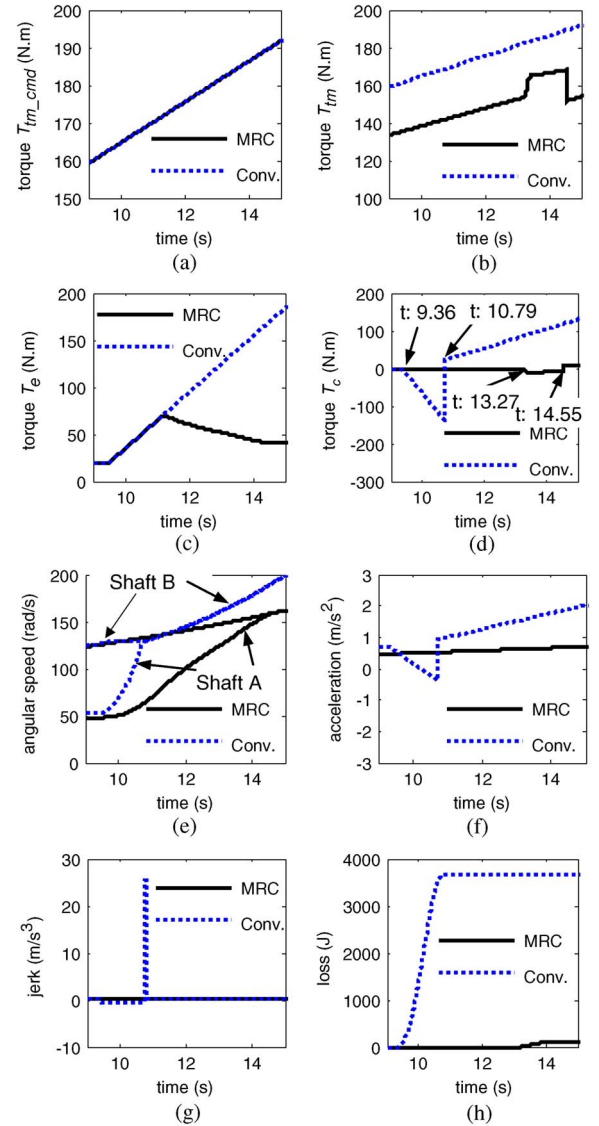 200
190
180
170
160
150
torque T_tm_cmd (N.m)
MRC
Conv.
10 12 14
time (s)
(a)
200
180
160
140
120
100
torque T_tm (N.m)
MRC
Conv.
10 12 14
time (s)
(b)
200
150
100
50
0
torque T_e (N.m)
MRC
Conv.
10 12 14
time (s)
(c)
200
100
0
-100
-200
-300
torque T_c (N.m)
t: 9.36 t: 10.79
t: 13.27
t: 14.55
MRC
Conv.
10 12 14
time (s)
(d)
200
150
100
50
0
angular speed (rad/s)
Shaft B
Shaft A
MRC
Conv.
10 12 14
time (s)
(e)
3
2
1
0
-1
-2
-3
acceleration (m/s²)
MRC
Conv.
10 12 14
time (s)
(f)
30
20
10
0
-10
jerk (m/s³)
MRC
Conv.
10 12 14
time (s)
(g)
4000
3000
2000
1000
0
loss (J)
MRC
Conv.
10 12 14
time (s)
(h)